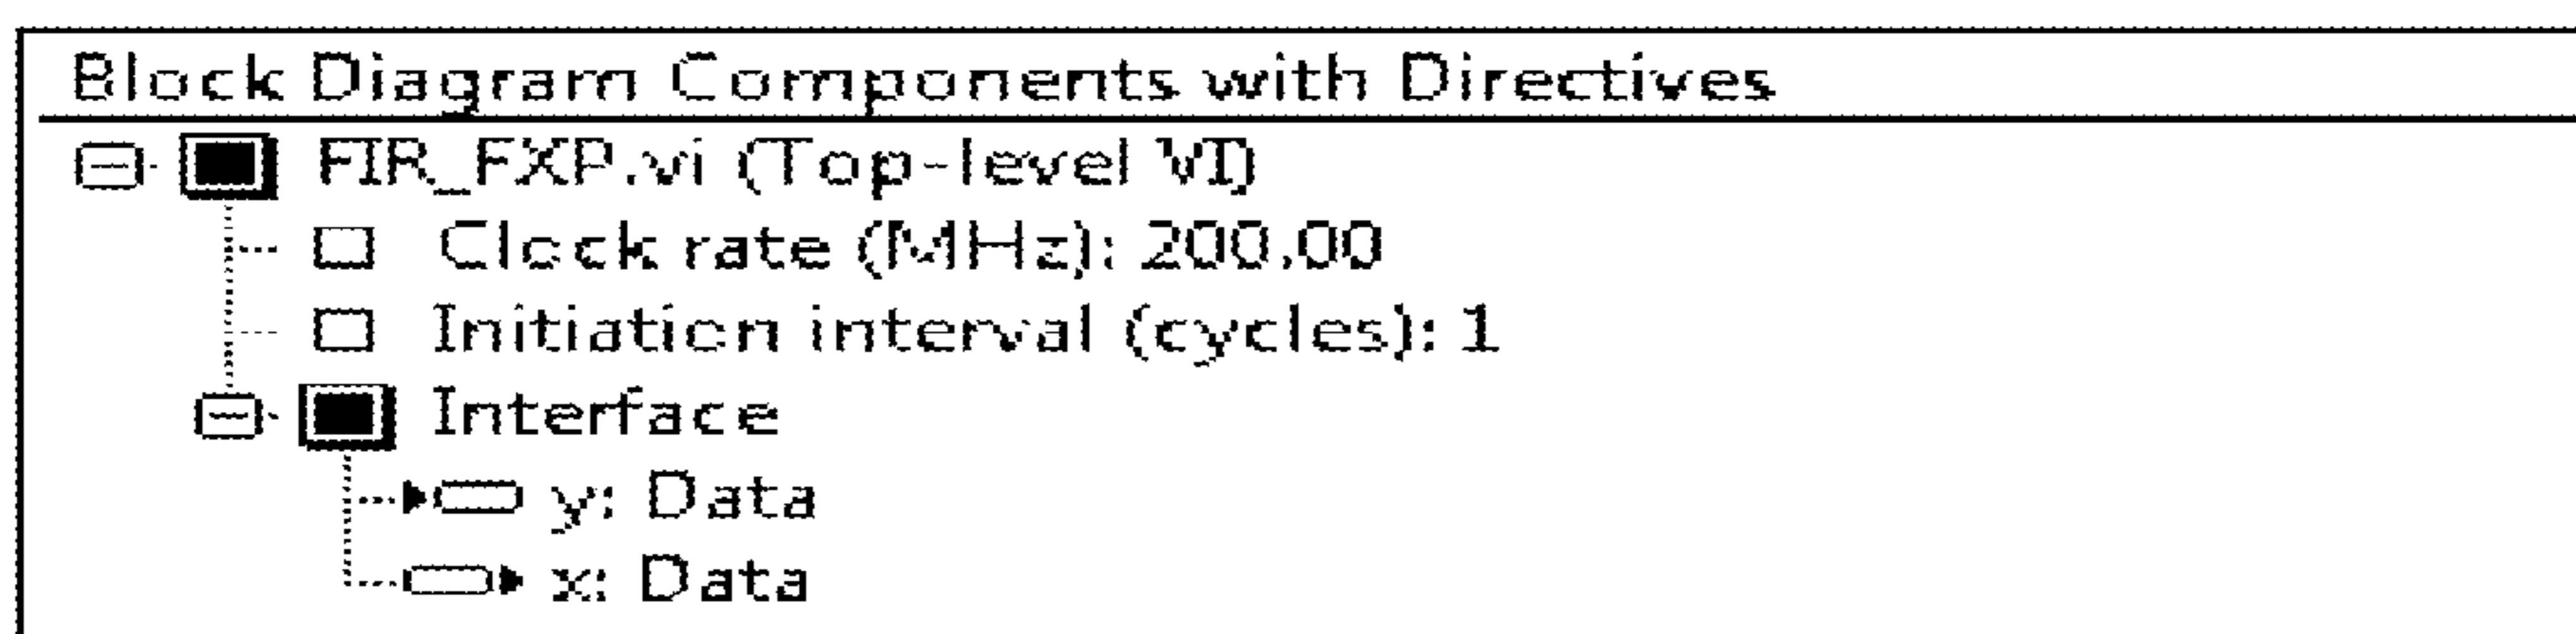 Block Diagram Components with Directives
FIR_FXP.vi (Top-level VI)
Clock rate (MHz): 200.00
Initiation interval (cycles): 1
Interface
y: Data
x: Data